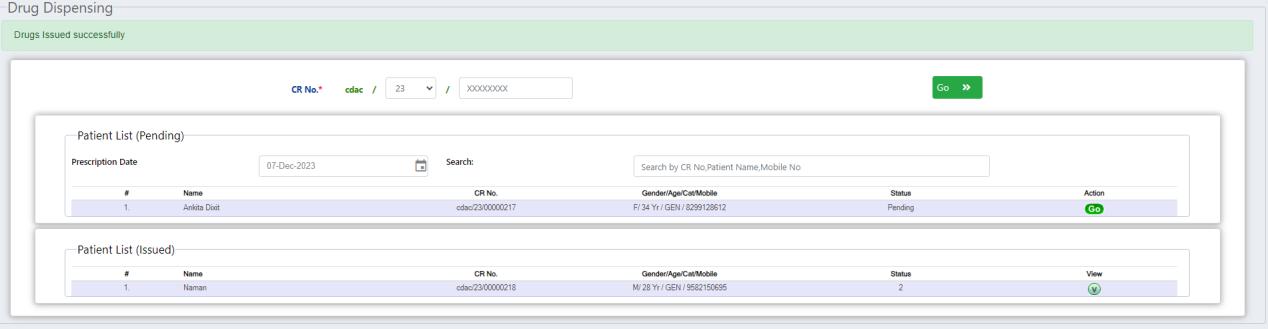 Drug Dispensing
Drugs Issued successfully
CR No.* cdac / 23 / XXXXXXXX Go »
Patient List (Pending)
Prescription Date 07-Dec-2023 Search: Search by CR No,Patient Name,Mobile No
# Name CR No. Gender/Age/Cat/Mobile Status Action
1. Ankita Dixit cdac/23/00000217 F/ 34 Yr / GEN / 8299128612 Pending Go
Patient List (Issued)
# Name CR No. Gender/Age/Cat/Mobile Status View
1. Naman cdac/23/00000218 M/ 28 Yr / GEN / 9582150695 2 V